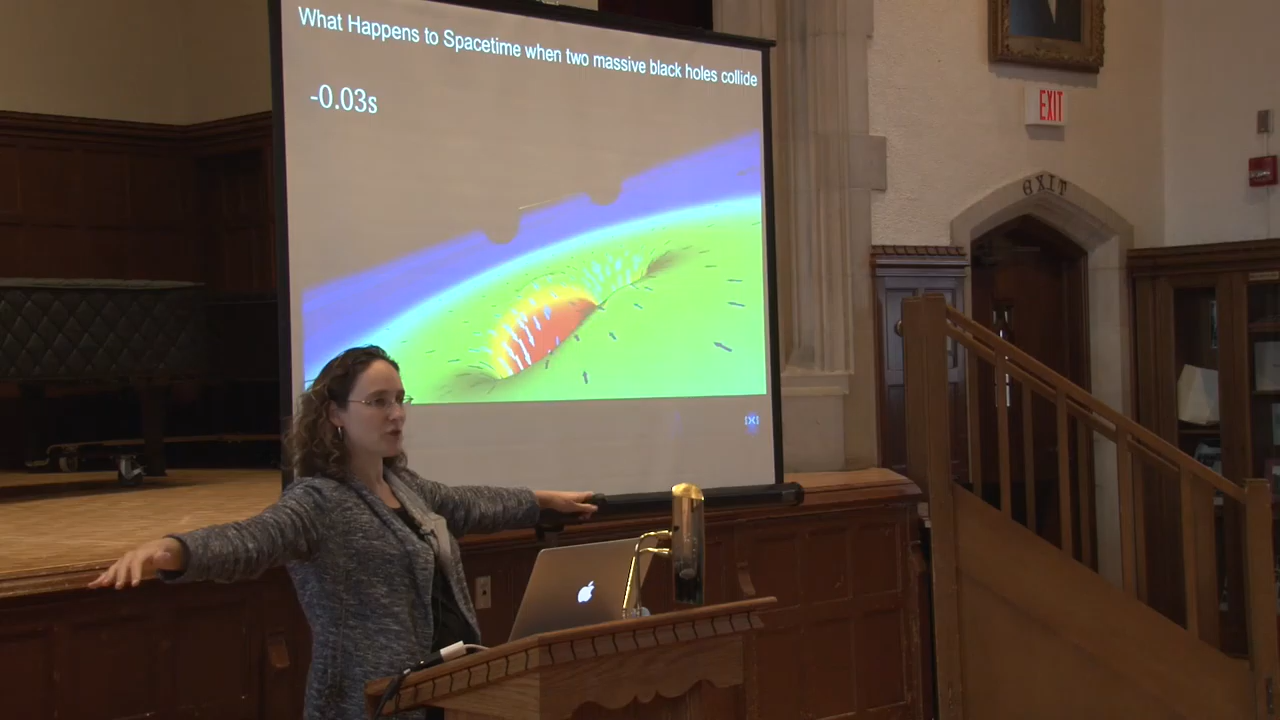 What Happens to Spacetime when two massive black holes collide
-0.03s
EXIT
EXIT